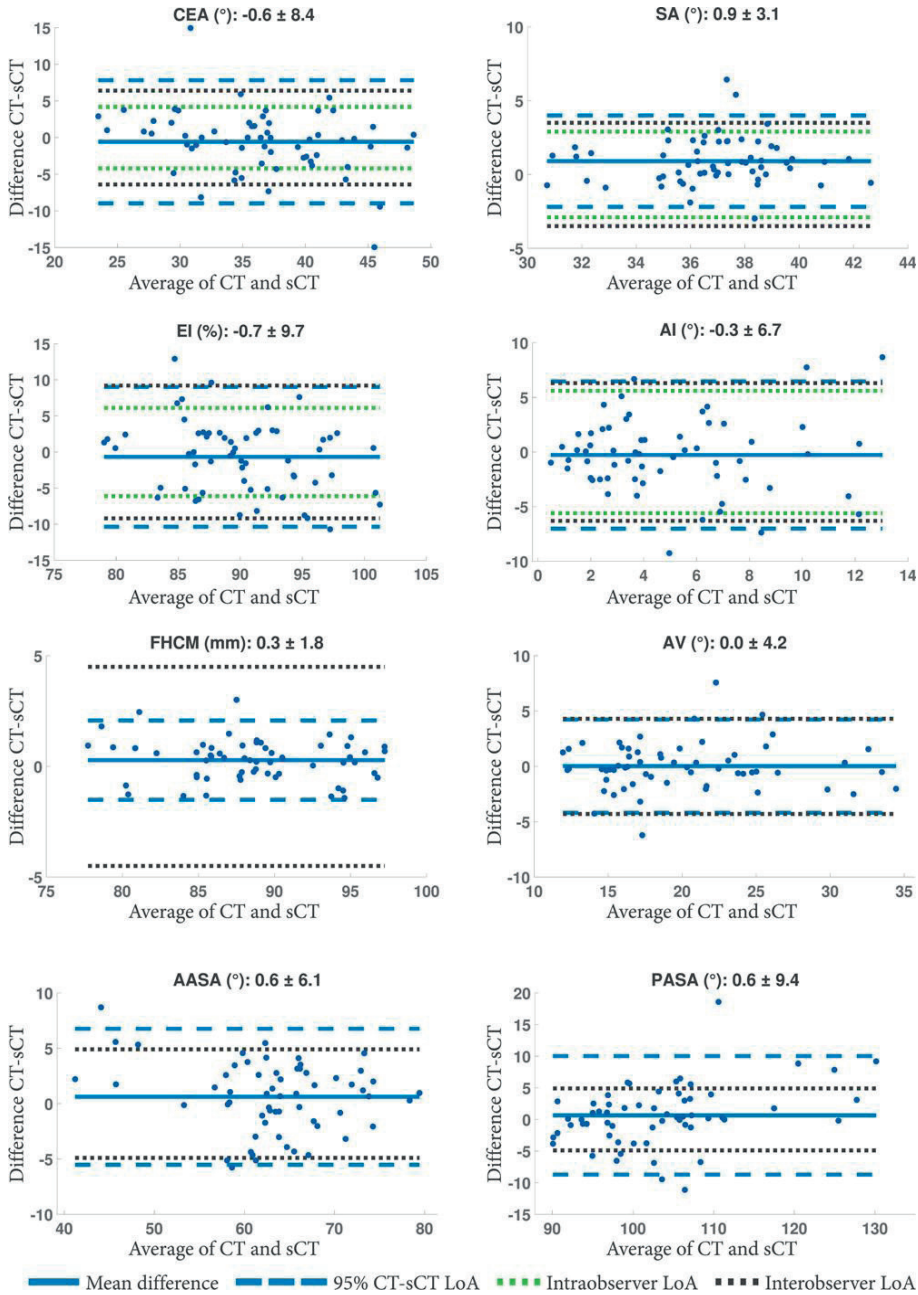 CEA (°): -0.6 ± 8.4
SA (°): 0.9 ± 3.1
Difference CT-sCT
15
10
5
0
-5
-10
-15
20 25 30 35 40 45 50
Average of CT and sCT
Difference CT-sCT
10
5
0
-5
30 32 34 36 38 40 42 44
Average of CT and sCT
EI (%): -0.7 ± 9.7
AI (°): -0.3 ± 6.7
Difference CT-sCT
15
10
5
0
-5
-10
-15
75 80 85 90 95 100 105
Average of CT and sCT
Difference CT-sCT
10
5
0
-5
-10
0 2 4 6 8 10 12 14
Average of CT and sCT
FHCM (mm): 0.3 ± 1.8
AV (°): 0.0 ± 4.2
Difference CT-sCT
5
0
-5
75 80 85 90 95 100
Average of CT and sCT
Difference CT-sCT
10
5
0
-5
-10
10 15 20 25 30 35
Average of CT and sCT
AASA (°): 0.6 ± 6.1
PASA (°): 0.6 ± 9.4
Difference CT-sCT
10
5
0
-5
-10
40 50 60 70 80
Average of CT and sCT
Difference CT-sCT
20
15
10
5
0
-5
-10
-15
90 100 110 120 130
Average of CT and sCT
Mean difference 95% CT-sCT LoA Intraobserver LoA Interobserver LoA